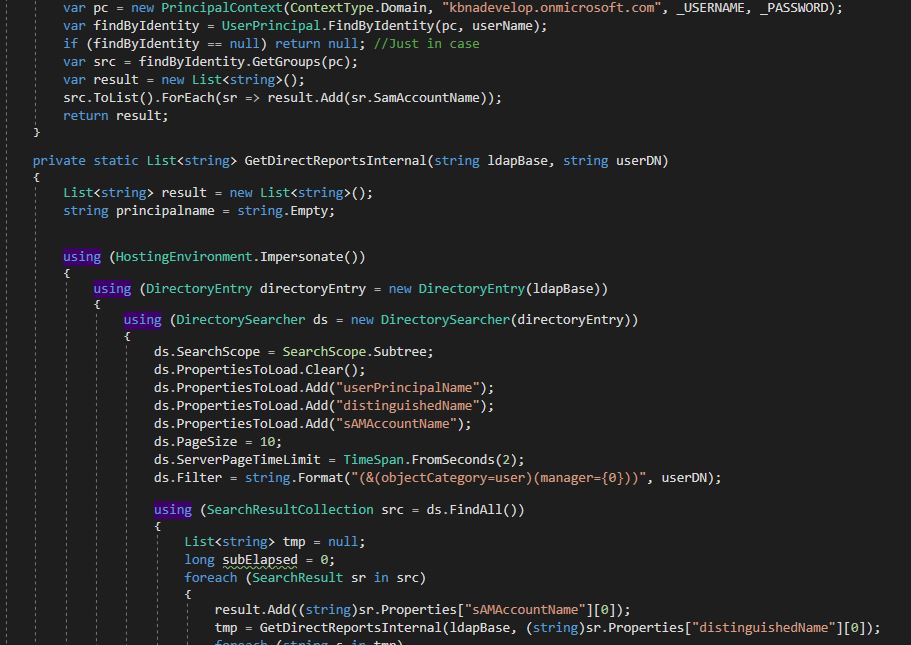 var pc = new PrincipalContext(ContextType.Domain, "kbnadevelop.onmicrosoft.com", _USERNAME, _PASSWORD);
var findByIdentity = UserPrincipal.FindByIdentity(pc, userName);
if (findByIdentity == null) return null; //Just in case
var src = findByIdentity.GetGroups(pc);
var result = new List<string>();
src.ToList().ForEach(sr => result.Add(sr.SamAccountName));
return result;
}
private static List<string> GetDirectReportsInternal(string ldapBase, string userDN)
{
List<string> result = new List<string>();
string principalname = string.Empty;
using (HostingEnvironment.Impersonate())
{
using (DirectoryEntry directoryEntry = new DirectoryEntry(ldapBase))
{
using (DirectorySearcher ds = new DirectorySearcher(directoryEntry))
{
ds.SearchScope = SearchScope.Subtree;
ds.PropertiesToLoad.Clear();
ds.PropertiesToLoad.Add("userPrincipalName");
ds.PropertiesToLoad.Add("distinguishedName");
ds.PropertiesToLoad.Add("sAMAccountName");
ds.PageSize = 10;
ds.ServerPageTimeLimit = TimeSpan.FromSeconds(2);
ds.Filter = string.Format("(&(objectCategory=user)(manager={0}))", userDN);
using (SearchResultCollection src = ds.FindAll())
{
List<string> tmp = null;
long subElapsed = 0;
foreach (SearchResult sr in src)
{
result.Add((string)sr.Properties["sAMAccountName"][0]);
tmp = GetDirectReportsInternal(ldapBase, (string)sr.Properties["distinguishedName"][0]);
foreach (string s in tmp)